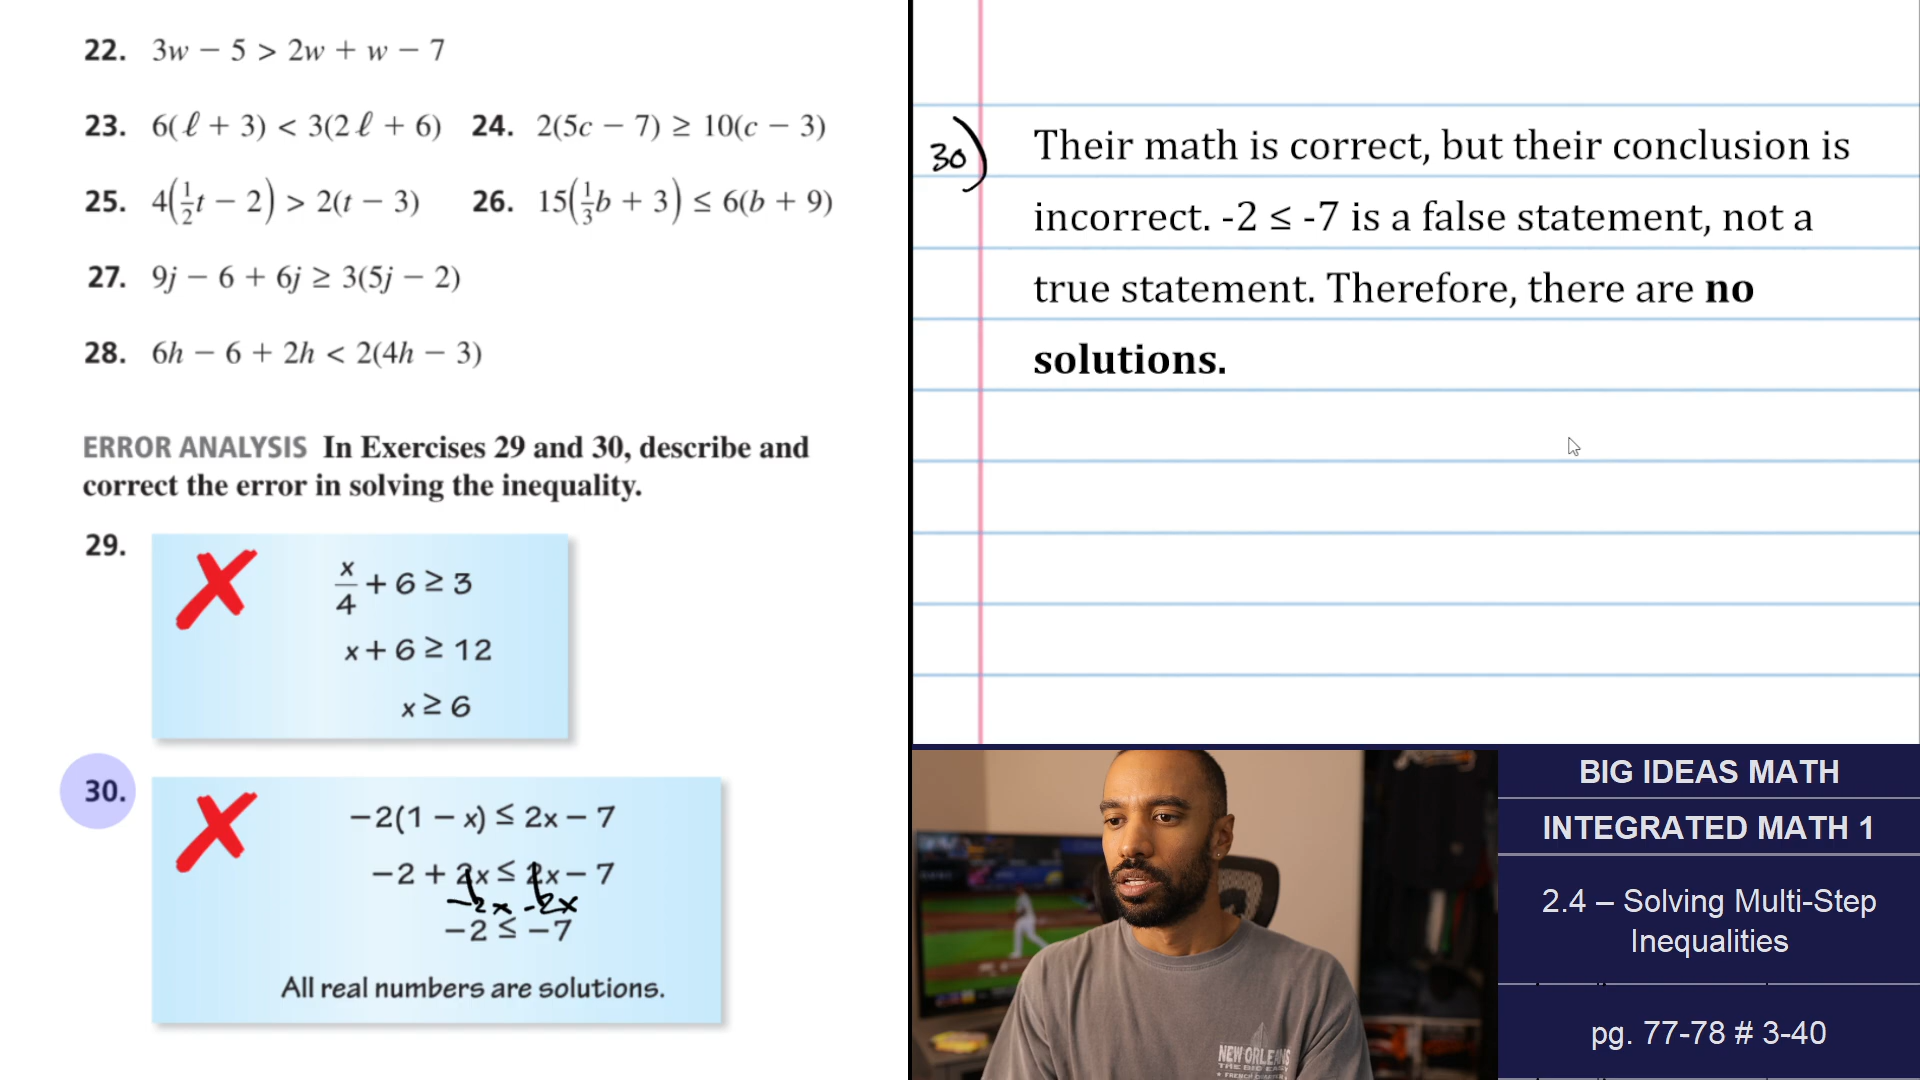 22. 3w − 5 > 2w + w − 7
23. 6(ℓ + 3) < 3(2ℓ + 6) 24. 2(5c − 7) ≥ 10(c − 3)
25. 4(1/2 t − 2) > 2(t − 3) 26. 15(1/3 b + 3) ≤ 6(b + 9)
27. 9j − 6 + 6j ≥ 3(5j − 2)
28. 6h − 6 + 2h < 2(4h − 3)
ERROR ANALYSIS In Exercises 29 and 30, describe and
correct the error in solving the inequality.
29.
x/4 + 6 ≥ 3
x + 6 ≥ 12
x ≥ 6
30.
−2(1 − x) ≤ 2x − 7
−2 + 2x ≤ 2x − 7
−2x −2x
−2 ≤ −7
All real numbers are solutions.
30) Their math is correct, but their conclusion is
incorrect. -2 ≤ -7 is a false statement, not a
true statement. Therefore, there are no
solutions.
NEW ORLEANS
THE BIG EASY
BIG IDEAS MATH
INTEGRATED MATH 1
2.4 – Solving Multi-Step
Inequalities
pg. 77-78 # 3-40